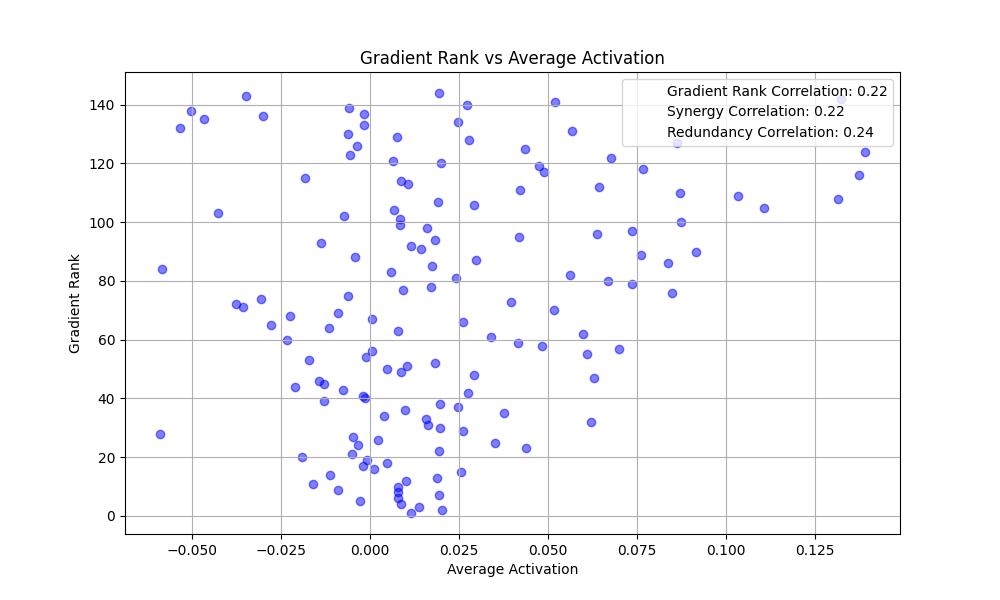 Gradient Rank vs Average Activation
Gradient Rank Correlation: 0.22
Synergy Correlation: 0.22
Redundancy Correlation: 0.24
Gradient Rank
140
120
100
80
60
40
20
0
−0.050
−0.025
0.000
0.025
0.050
0.075
0.100
0.125
Average Activation